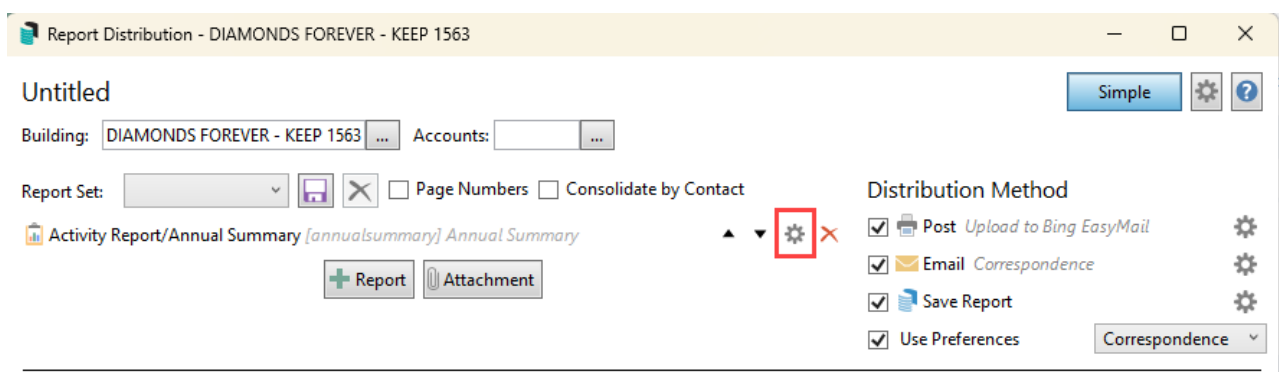 Report Distribution - DIAMONDS FOREVER - KEEP 1563
Untitled
Simple
Building: DIAMONDS FOREVER - KEEP 1563 ... Accounts: ...
Report Set: Page Numbers Consolidate by Contact
Activity Report/Annual Summary [annualsummary] Annual Summary
Report Attachment
Distribution Method
Post Upload to Bing EasyMail
Email Correspondence
Save Report
Use Preferences Correspondence